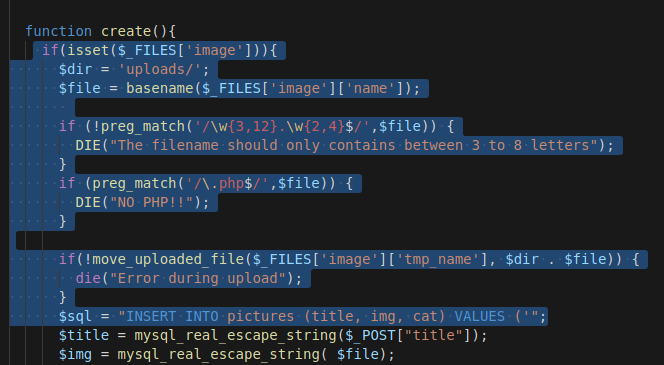 function create(){
if(isset($_FILES['image'])){
$dir = 'uploads/';
$file = basename($_FILES['image']['name']);
if (!preg_match('/\w{3,12}.\w{2,4}$/',$file)) {
DIE("The filename should only contains between 3 to 8 letters");
}
if (preg_match('/\.php$/',$file)) {
DIE("NO PHP!!");
}
if(!move_uploaded_file($_FILES['image']['tmp_name'], $dir . $file)) {
die("Error during upload");
}
$sql = "INSERT INTO pictures (title, img, cat) VALUES ('";
$title = mysql_real_escape_string($_POST["title"]);
$img = mysql_real_escape_string( $file);